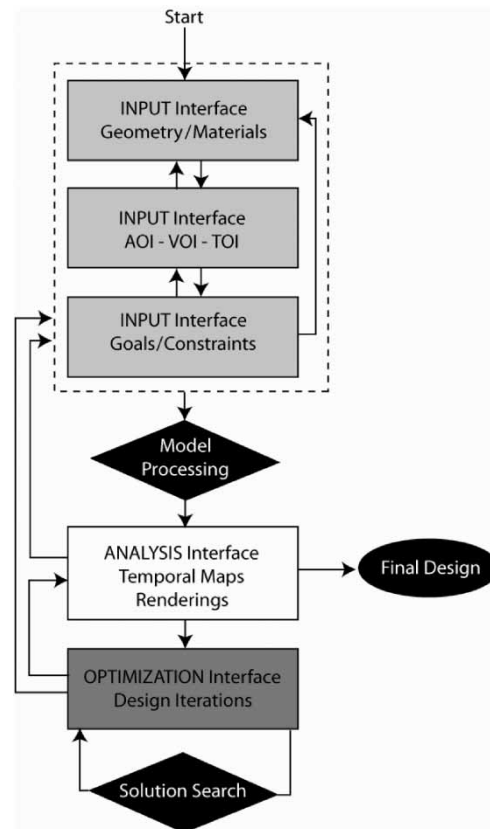 Start
INPUT Interface
Geometry/Materials
INPUT Interface
AOI - VOI - TOI
INPUT Interface
Goals/Constraints
Model
Processing
ANALYSIS Interface
Temporal Maps
Renderings
Final Design
OPTIMIZATION Interface
Design Iterations
Solution Search